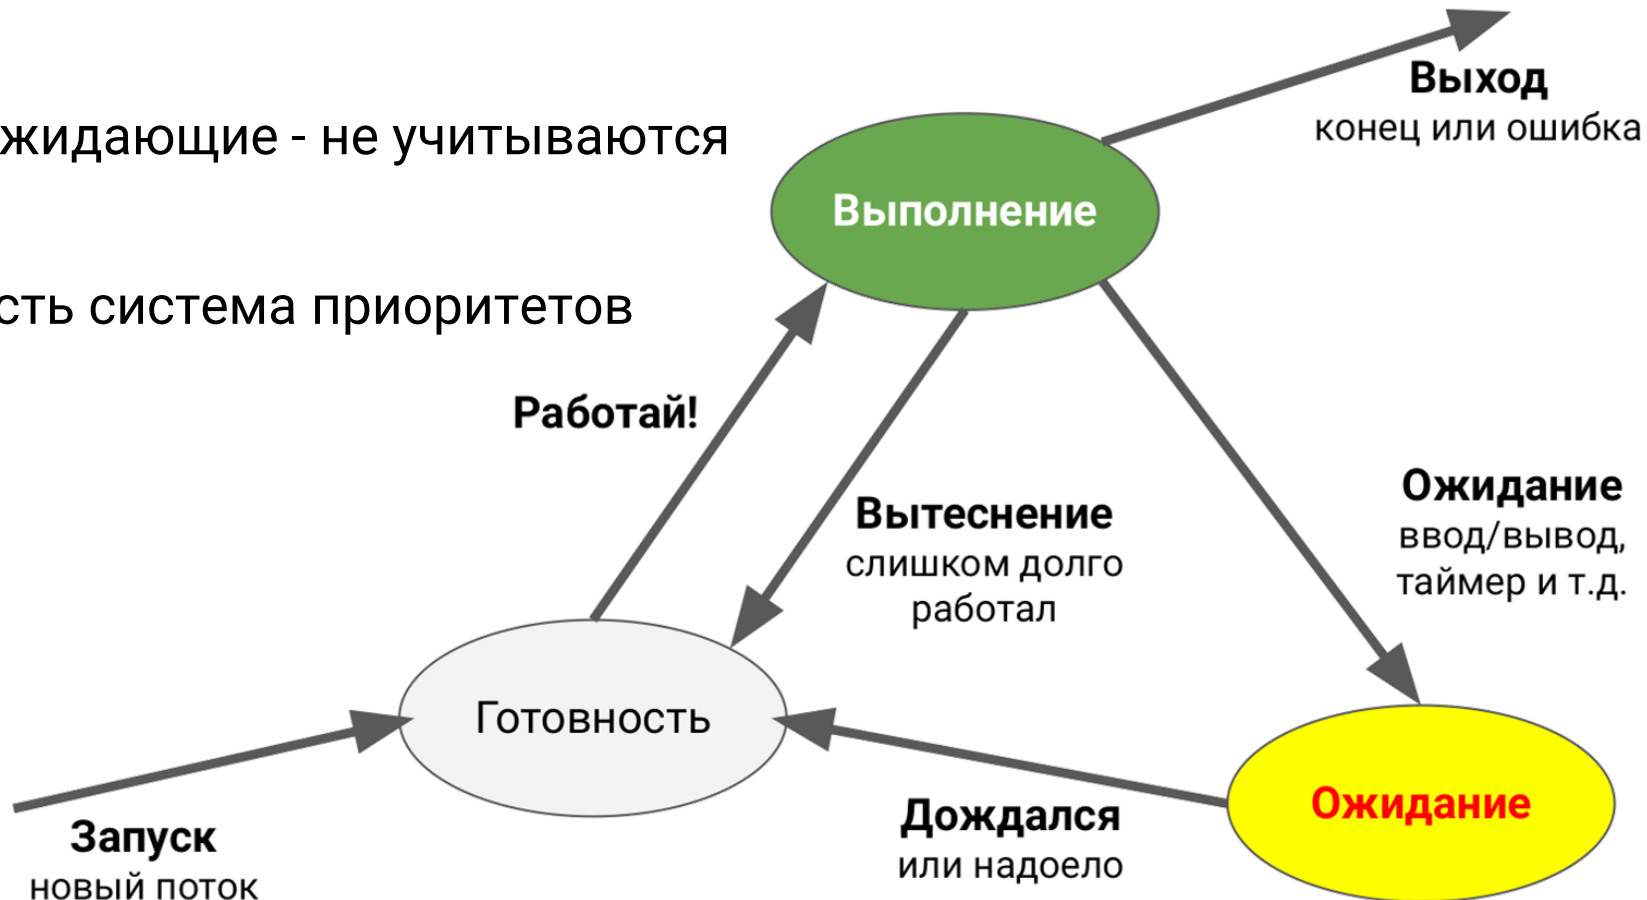 жидающие - не учитываются
сть система приоритетов
Выход
конец или ошибка
Выполнение
Работай!
Вытеснение
слишком долго
работал
Ожидание
ввод/вывод,
таймер и т.д.
Готовность
Запуск
новый поток
Дождался
или надоело
Ожидание